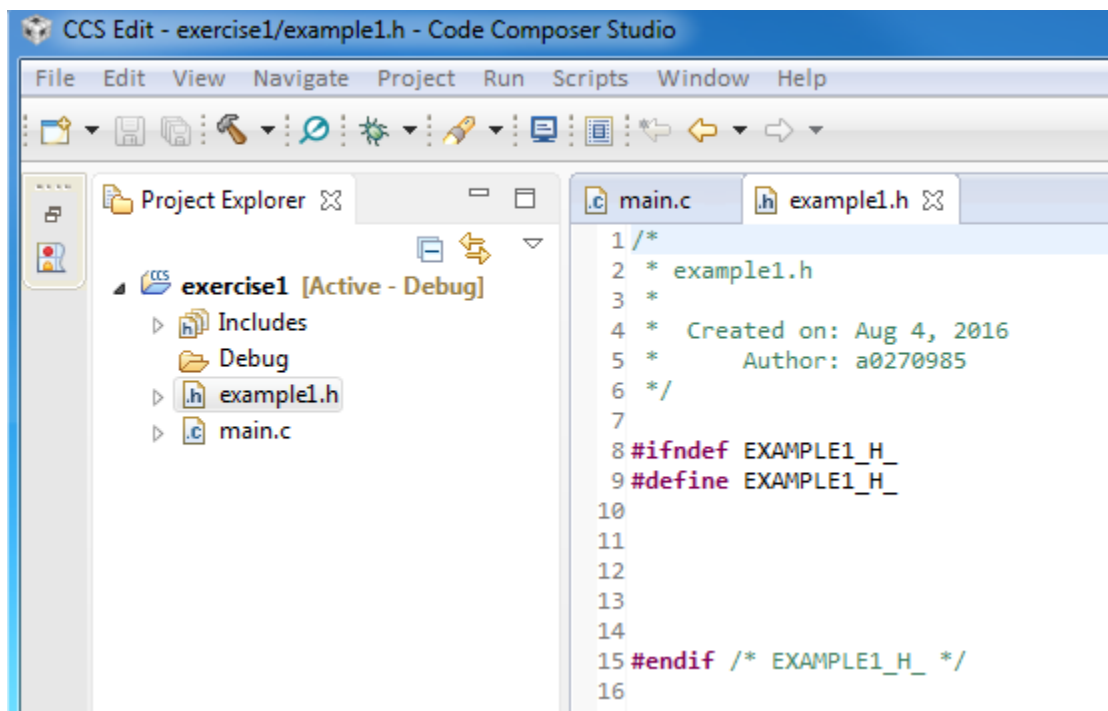 CCS Edit - exercise1/example1.h - Code Composer Studio
File Edit View Navigate Project Run Scripts Window Help
Project Explorer
exercise1 [Active - Debug]
Includes
Debug
example1.h
main.c
main.c example1.h
1 /*
2 * example1.h
3 *
4 * Created on: Aug 4, 2016
5 * Author: a0270985
6 */
7
8 #ifndef EXAMPLE1_H_
9 #define EXAMPLE1_H_
10
11
12
13
14
15 #endif /* EXAMPLE1_H_ */
16